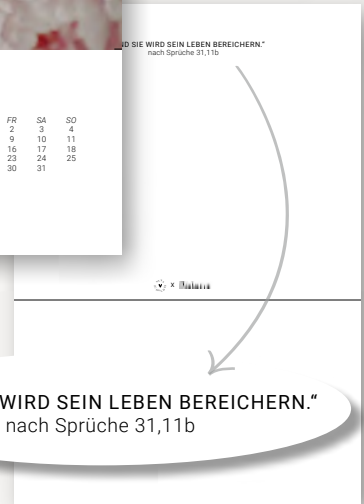 ND SIE WIRD SEIN LEBEN BEREICHERN.“
nach Sprüche 31,11b
FR SA SO
2 3 4
9 10 11
16 17 18
23 24 25
30 31
x
WIRD SEIN LEBEN BEREICHERN.“
nach Sprüche 31,11b